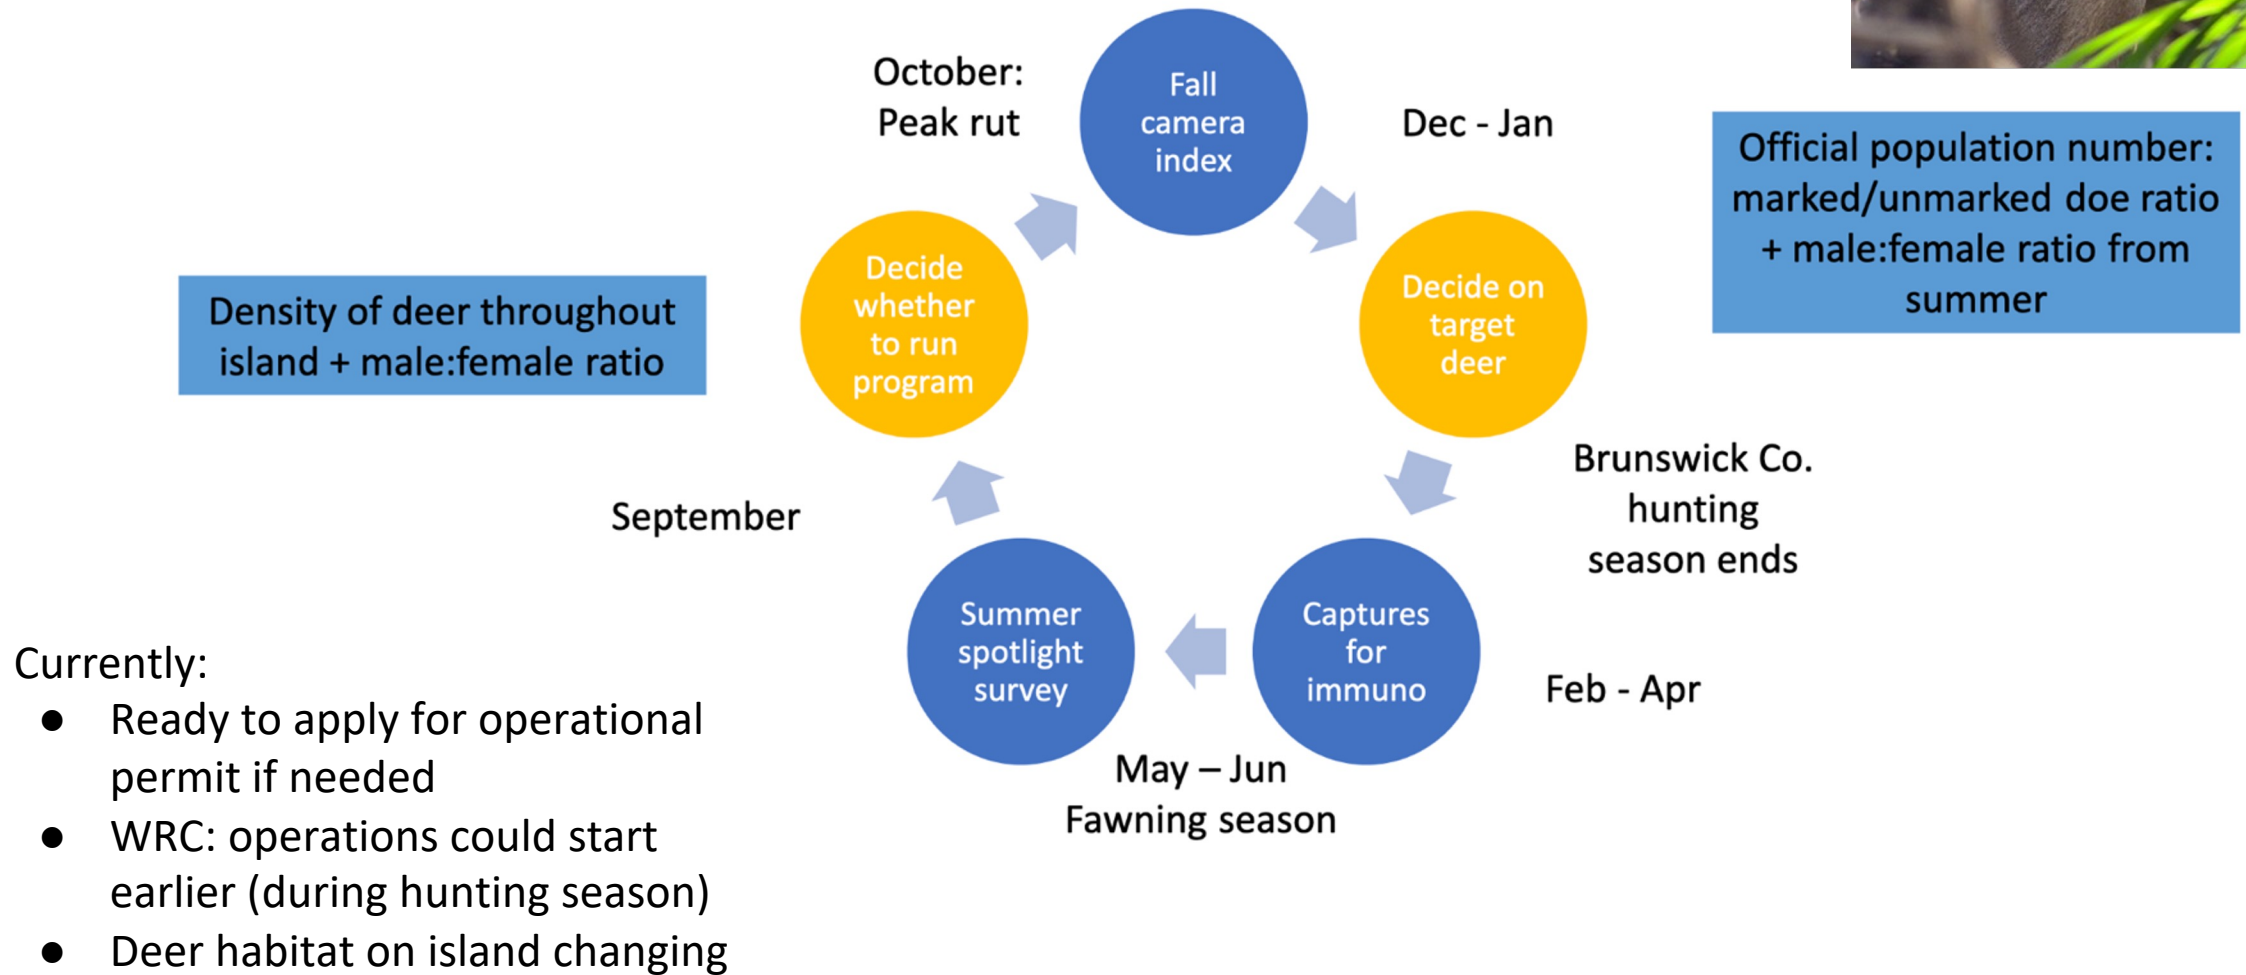 October:
Peak rut
Fall
camera
index
Dec - Jan
Official population number:
marked/unmarked doe ratio
+ male:female ratio from
summer
Decide
whether
to run
program
Decide on
target
deer
Density of deer throughout
island + male:female ratio
Brunswick Co.
hunting
season ends
September
Summer
spotlight
survey
Captures
for
immuno
Feb - Apr
May – Jun
Fawning season
Currently:
● Ready to apply for operational
permit if needed
● WRC: operations could start
earlier (during hunting season)
● Deer habitat on island changing